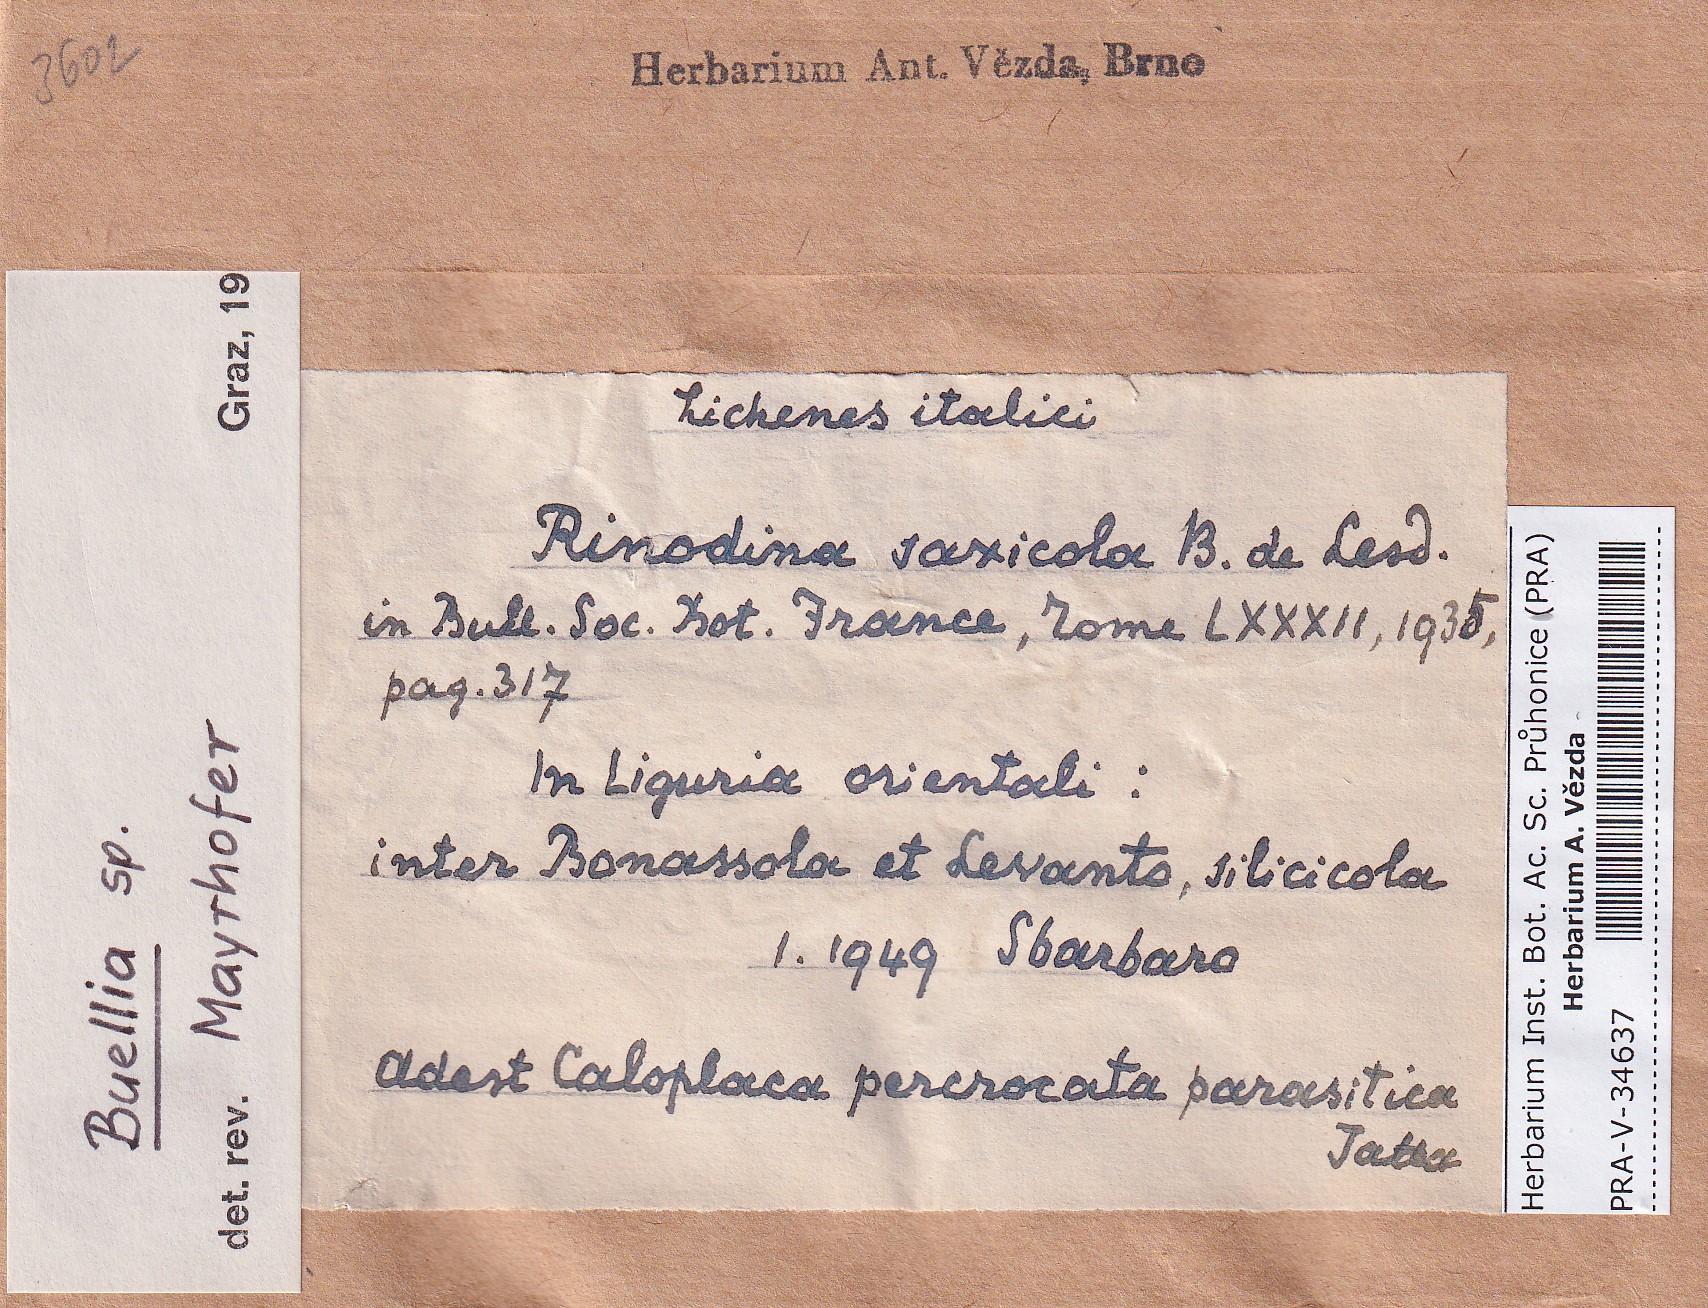 3602
Herbarium Ant. Vězda, Brno
Lichenes italici
Rinodina saxicola B. de Lesd.
in Bull. Soc. Bot. France, Tome LXXXII, 1935,
pag. 317
In Liguria orientali :
inter Bonassola et Levanto, silicicola
1. 1949 Sbarbaro
Adest Caloplaca percrocata parasitica
Jatta
Buellia sp.
det. rev. Mayrhofer Graz, 19
Herbarium Inst. Bot. Ac. Sc. Průhonice (PRA)
Herbarium A. Vězda
PRA-V-34637